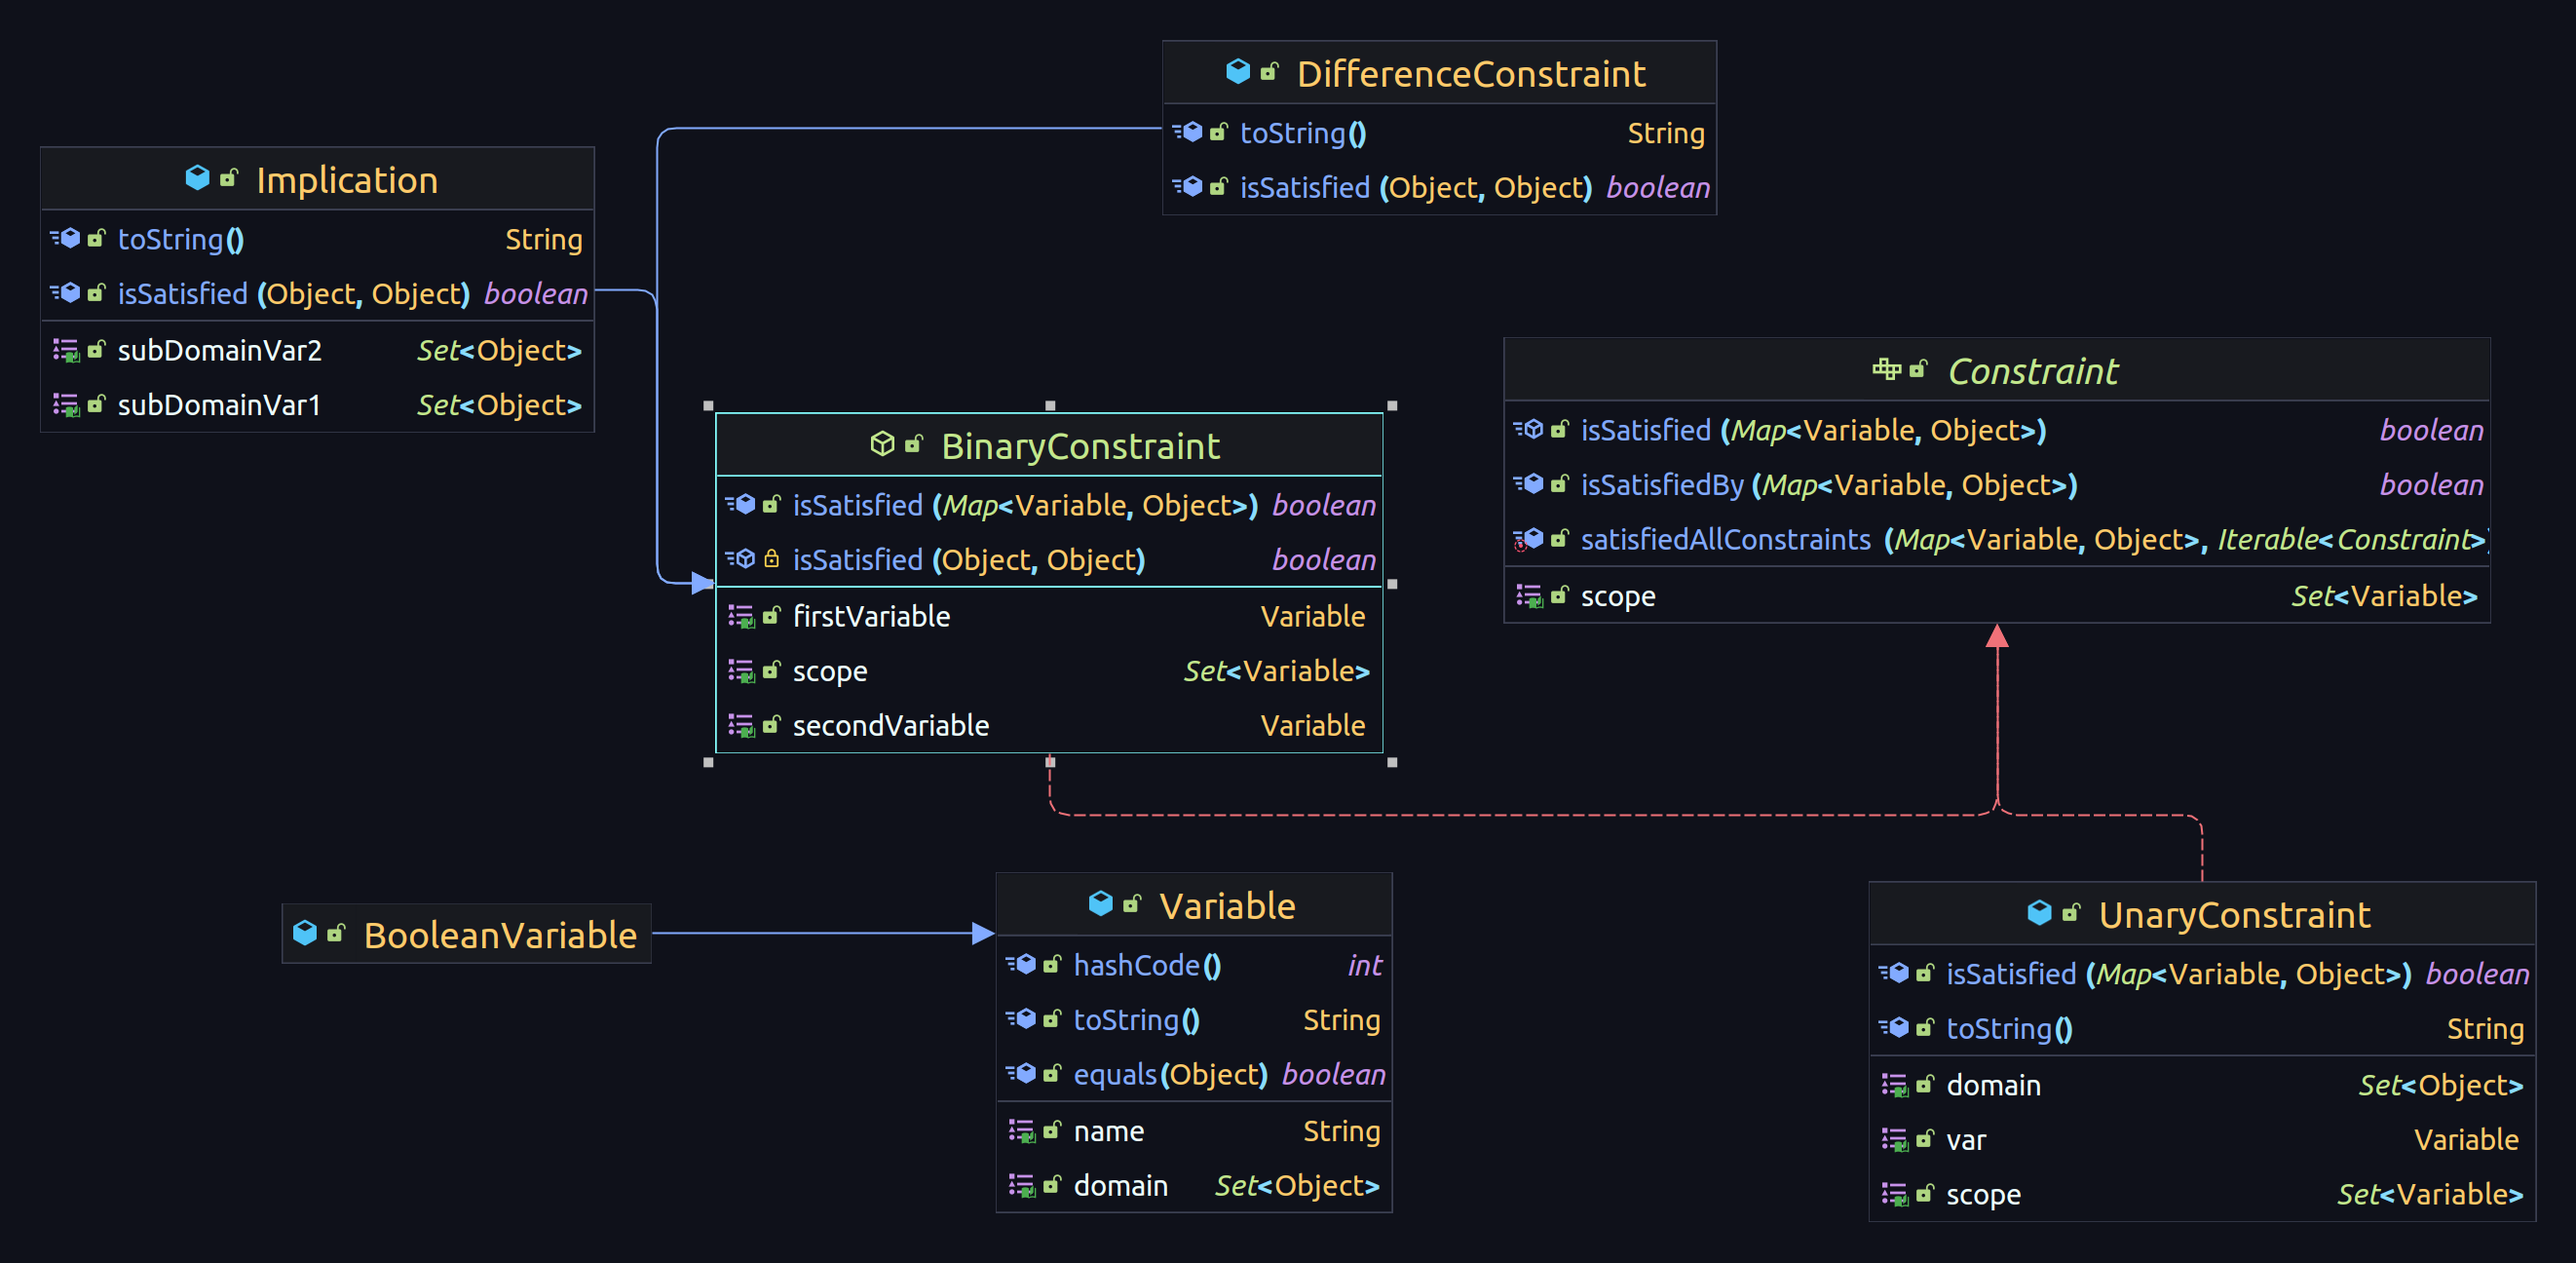 DifferenceConstraint
toString() String
isSatisfied (Object, Object) boolean
Implication
toString() String
isSatisfied (Object, Object) boolean
subDomainVar2 Set<Object>
subDomainVar1 Set<Object>
Constraint
isSatisfied (Map<Variable, Object>) boolean
isSatisfiedBy (Map<Variable, Object>) boolean
satisfiedAllConstraints (Map<Variable, Object>, Iterable<Constraint>
scope Set<Variable>
BinaryConstraint
isSatisfied (Map<Variable, Object>) boolean
isSatisfied (Object, Object) boolean
firstVariable Variable
scope Set<Variable>
secondVariable Variable
BooleanVariable
Variable
hashCode() int
toString() String
equals(Object) boolean
name String
domain Set<Object>
UnaryConstraint
isSatisfied (Map<Variable, Object>) boolean
toString() String
domain Set<Object>
var Variable
scope Set<Variable>